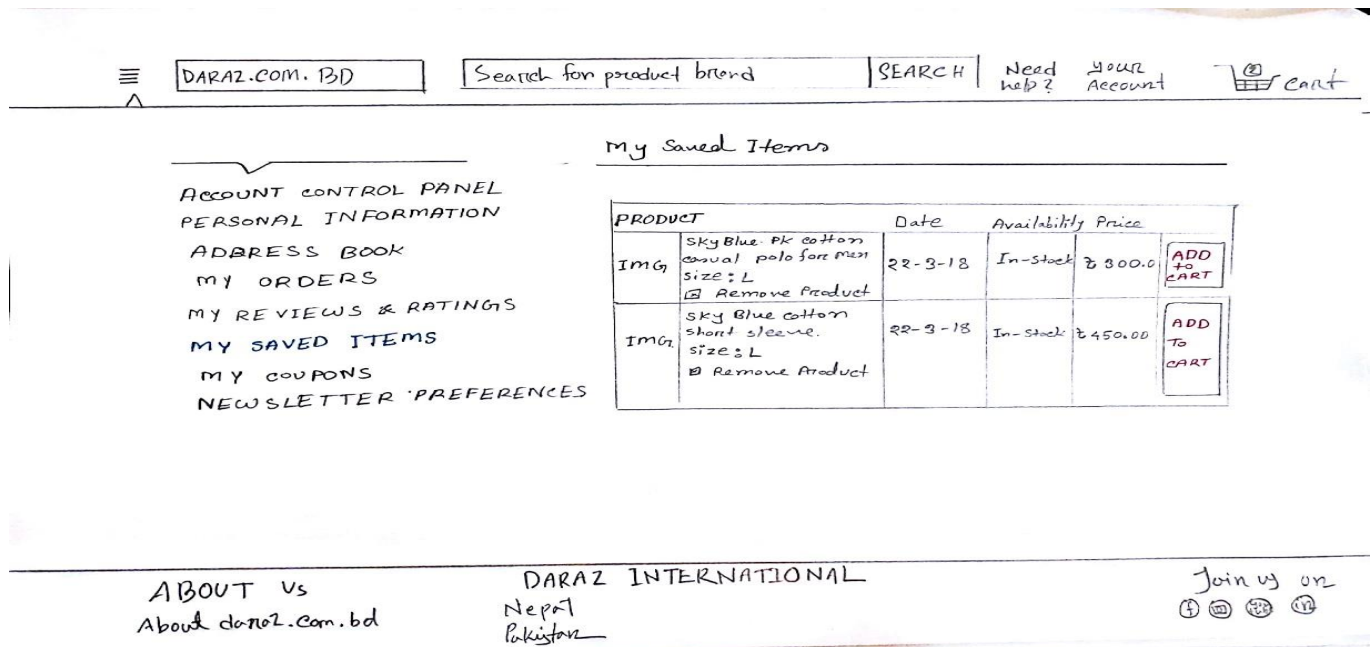 DARAZ.COM.BD
Search for product brend
SEARCH
Need help?
Your Account
2
Cart
My Saved Items
ACCOUNT CONTROL PANEL
PERSONAL INFORMATION
ADDRESS BOOK
MY ORDERS
MY REVIEWS & RATINGS
MY SAVED ITEMS
MY COUPONS
NEWSLETTER PREFERENCES
PRODUCT Date Availability Price
IMG
Sky Blue PK cotton
casual polo for Men
size: L
Remove Product
22-3-18
In-stock
৳ 300.0
ADD
to
CART
IMG
Sky Blue cotton
short sleeve.
size: L
Remove Product
22-3-18
In-Stock
৳ 450.00
ADD
To
CART
ABOUT Us
About daraz.com.bd
DARAZ INTERNATIONAL
Nepal
Pakistan
Join us on
f
in